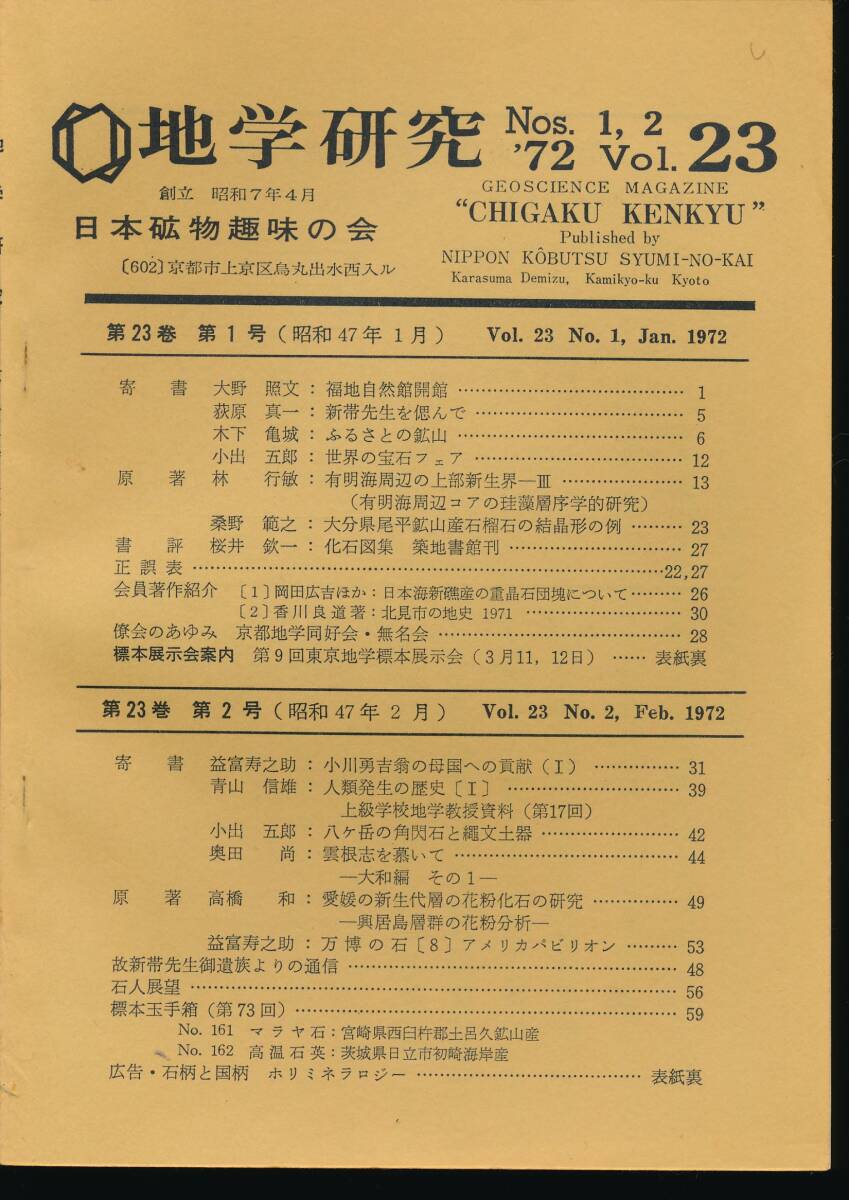 地学研究 Nos. 1, 2 '72 Vol. 23
創立 昭和7年4月
日本砿物趣味の会
〔602〕京都市上京区烏丸出水西入ル
GEOSCIENCE MAGAZINE
"CHIGAKU KENKYU"
Published by
NIPPON KÔBUTSU SYUMI-NO-KAI
Karasuma Demizu, Kamikyo-ku Kyoto
第23巻 第1号(昭和47年1月) Vol. 23 No. 1, Jan. 1972
寄書 大野 照文:福地自然館開館 …… 1
荻原 真一:新帯先生を偲んで …… 5
木下 亀城:ふるさとの鉱山 …… 6
小出 五郎:世界の宝石フェア …… 12
原著 林 行敏:有明海周辺の上部新生界―Ⅲ …… 13
(有明海周辺コアの珪藻層序学的研究)
桑野 範之:大分県尾平鉱山産石榴石の結晶形の例 …… 23
書評 桜井 欽一:化石図集 築地書館刊 …… 27
正誤表 …… 22,27
会員著作紹介 〔1〕岡田広吉ほか:日本海新礁産の重晶石団塊について …… 26
〔2〕香川良道著:北見市の地史 1971 …… 30
僚会のあゆみ 京都地学同好会・無名会 …… 28
標本展示会案内 第9回東京地学標本展示会(3月11,12日) …… 表紙裏
第23巻 第2号(昭和47年2月) Vol. 23 No. 2, Feb. 1972
寄書 益富寿之助:小川勇吉翁の母国への貢献(Ⅰ) …… 31
青山 信雄:人類発生の歴史〔Ⅰ〕 …… 39
上級学校地学教授資料(第17回)
小出 五郎:八ケ岳の角閃石と縄文土器 …… 42
奥田 尚:雲根志を慕いて …… 44
―大和編 その1―
原著 高橋 和:愛媛の新生代層の花粉化石の研究 …… 49
―興居島層群の花粉分析―
益富寿之助:万博の石〔8〕アメリカパビリオン …… 53
故新帯先生御遺族よりの通信 …… 48
石人展望 …… 56
標本玉手箱(第73回) …… 59
No. 161 マラヤ石:宮崎県西臼杵郡土呂久鉱山産
No. 162 高温石英:茨城県日立市初崎海岸産
広告・石柄と国柄 ホリミネラロジー …… 表紙裏